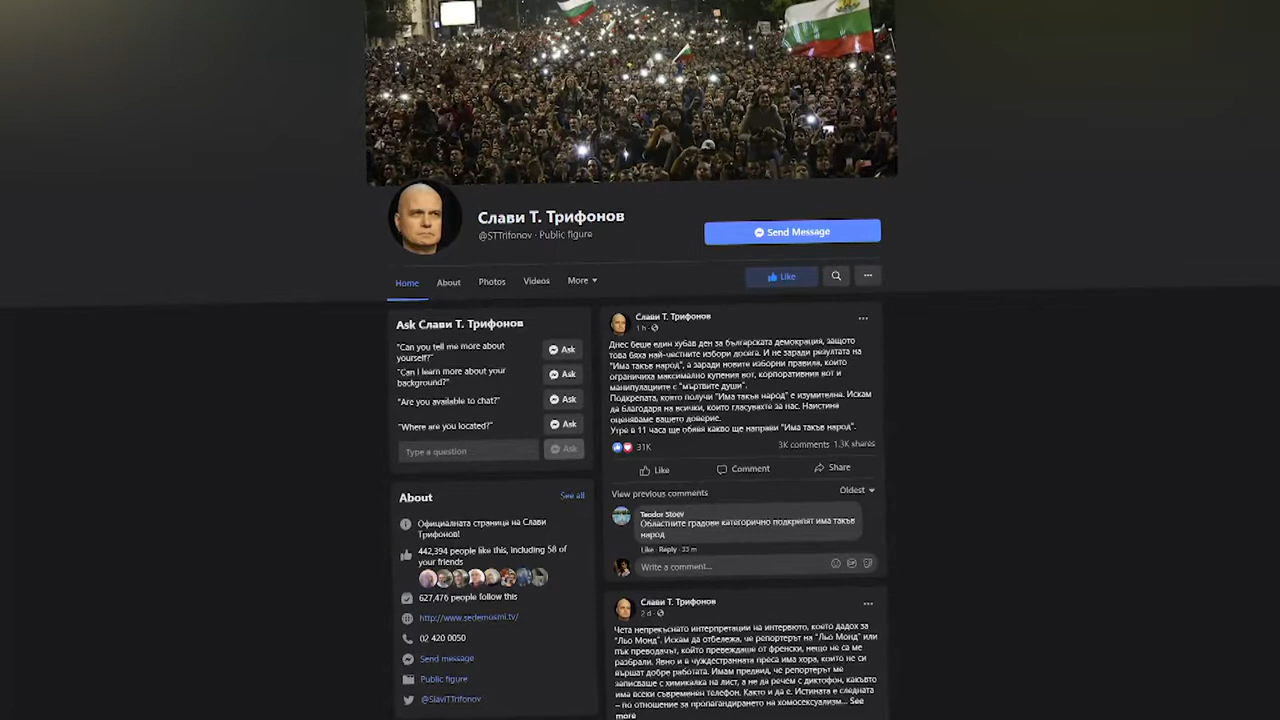 Слави Т. Трифонов
@STTrifonov · Public figure
Send Message
Home
About
Photos
Videos
More
Like
Ask Слави Т. Трифонов
"Can you tell me more about
yourself?"
Ask
"Can I learn more about your
background?"
Ask
"Are you available to chat?"
Ask
"Where are you located?"
Ask
Type a question
Ask
About
See all
Официалната страница на Слави
Трифонов!
442,394 people like this, including 58 of
your friends
627,476 people follow this
http://www.sedemosmi.tv/
02 420 0050
Send message
Public figure
@SlaviTTrifonov
Слави Т. Трифонов
1 h
Днес беше един хубав ден за българската демокрация, защото
това бяха най-честните избори досега. И не заради резултата на
"Има такъв народ", а заради новите изборни правила, които
ограничиха максимално купения вот, корпоративния вот и
манипулациите с "мъртвите души".
Подкрепата, която получи "Има такъв народ" е изумителна. Искам
да благодаря на всички, които гласувахте за нас. Наистина
оценяваме вашето доверие.
Утре в 11 часа ще обявя какво ще направи "Има такъв народ".
31K
3K comments 1.3K shares
Like
Comment
Share
View previous comments
Oldest
Teodor Stoev
Областните градове категорично подкрепят има такъв
народ
Like · Reply · 33 m
Write a comment...
Слави Т. Трифонов
2 d
Чета непрекъснато интерпретации на интервюто, което дадох за
"Льо Монд". Искам да отбележа, че репортерът на "Льо Монд" или
пък преводачът, който превеждаше от френски, нещо не са ме
разбрали. Явно и в чуждестранната преса има хора, които не си
вършат добре работата. Имам предвид, че репортерът ме
записваше с химикалка на лист, а не да речем с диктофон, какъвто
има всеки съвременен телефон. Както и да е. Истината е следната
– по отношение за пропагандирането на хомосексуализм... See
more